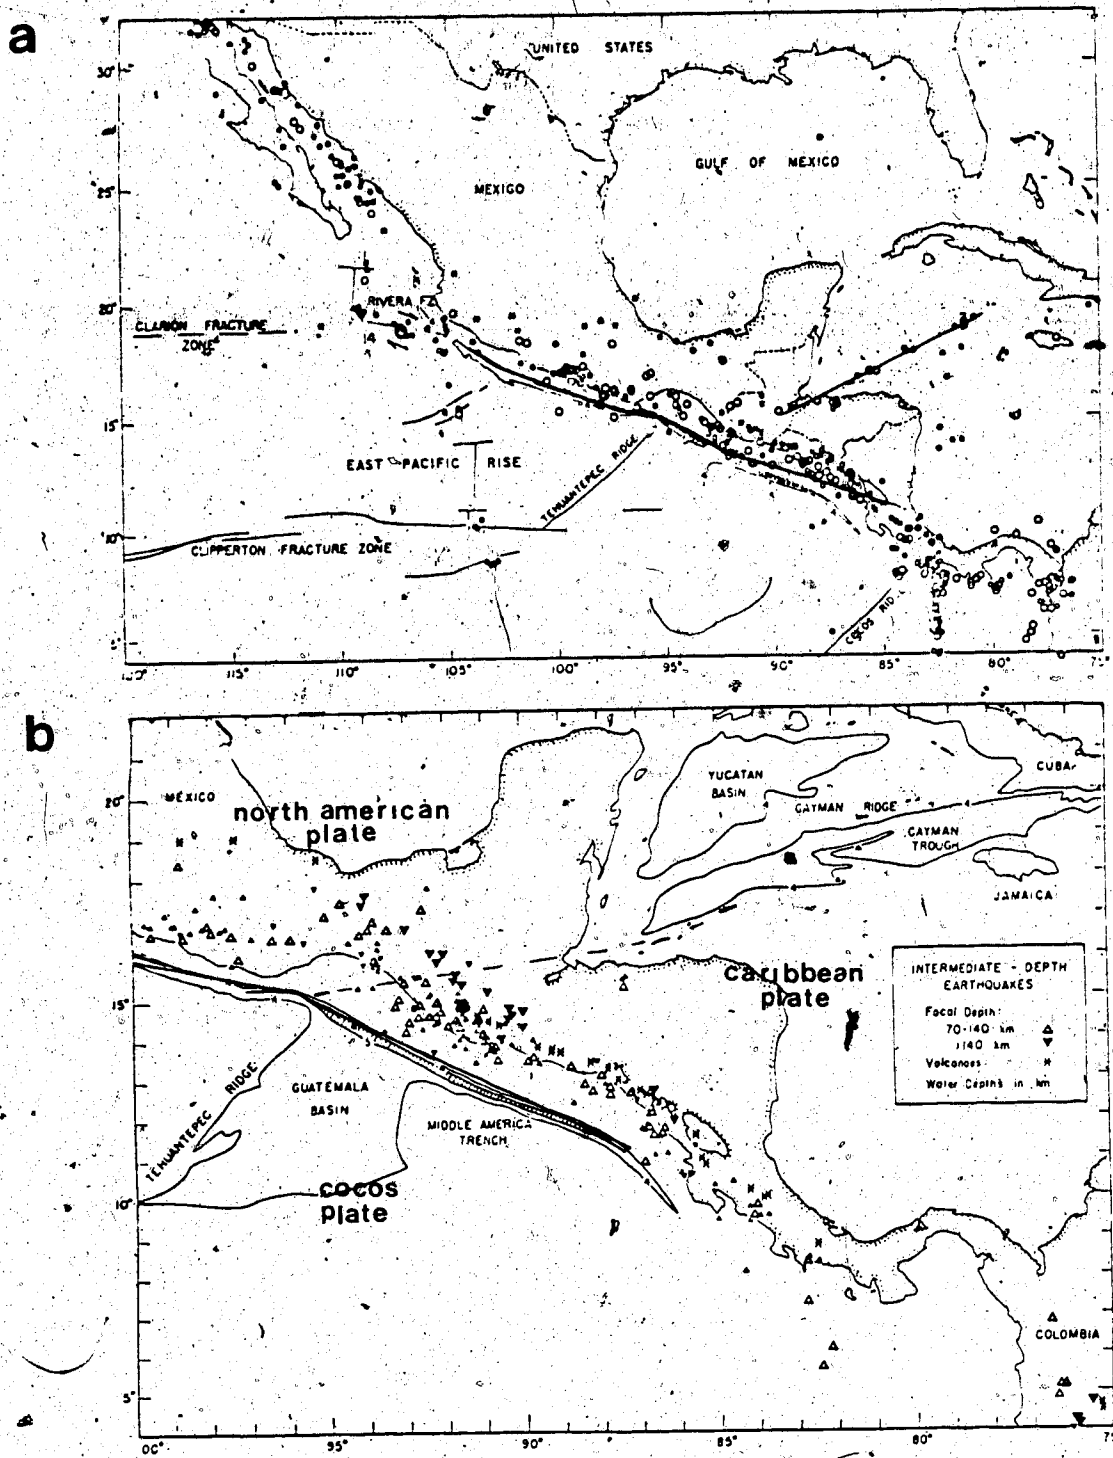 a
UNITED STATES
30°
GULF OF MEXICO
MEXICO
25°
20°
RIVERA F.Z.
CLARION FRACTURE
ZONE
15°
EAST PACIFIC RISE
TEHUANTEPEC RIDGE
10°
CLIPPERTON FRACTURE ZONE
COCOS RID
5°
115° 110° 105° 100° 95° 90° 85° 80°
b
MEXICO
20°
north american
plate
YUCATAN
BASIN
CUBA
CAYMAN RIDGE
CAYMAN
TROUGH
JAMAICA
caribbean
plate
INTERMEDIATE - DEPTH
EARTHQUAKES
Focal Depth:
70-140 km
>140 km
Volcanoes
Water Depths in km
15°
GUATEMALA
BASIN
TEHUANTEPEC RIDGE
MIDDLE AMERICA
TRENCH
cocos
plate
10°
COLOMBIA
5°
95° 90° 85° 80°